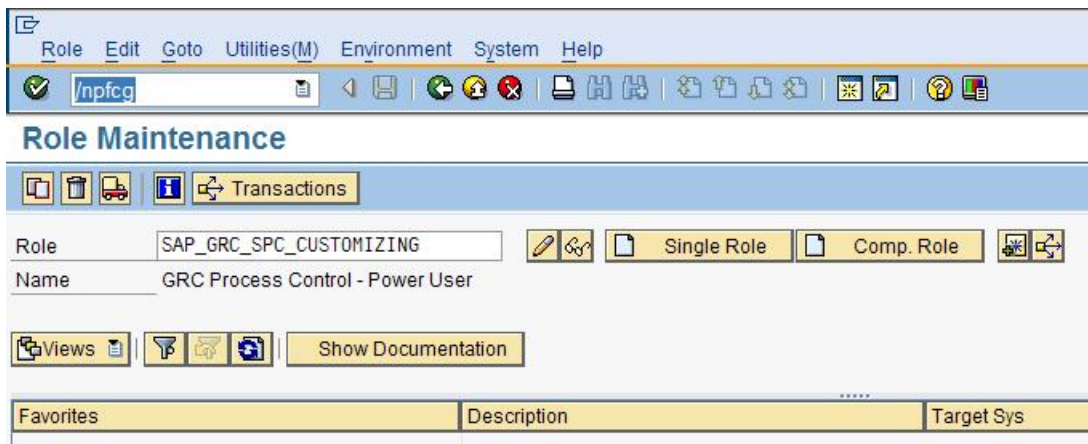 Role Edit Goto Utilities(M) Environment System Help
/npfcg
Role Maintenance
Transactions
Role SAP_GRC_SPC_CUSTOMIZING Single Role Comp. Role
Name GRC Process Control - Power User
Views Show Documentation
Favorites Description Target Sys